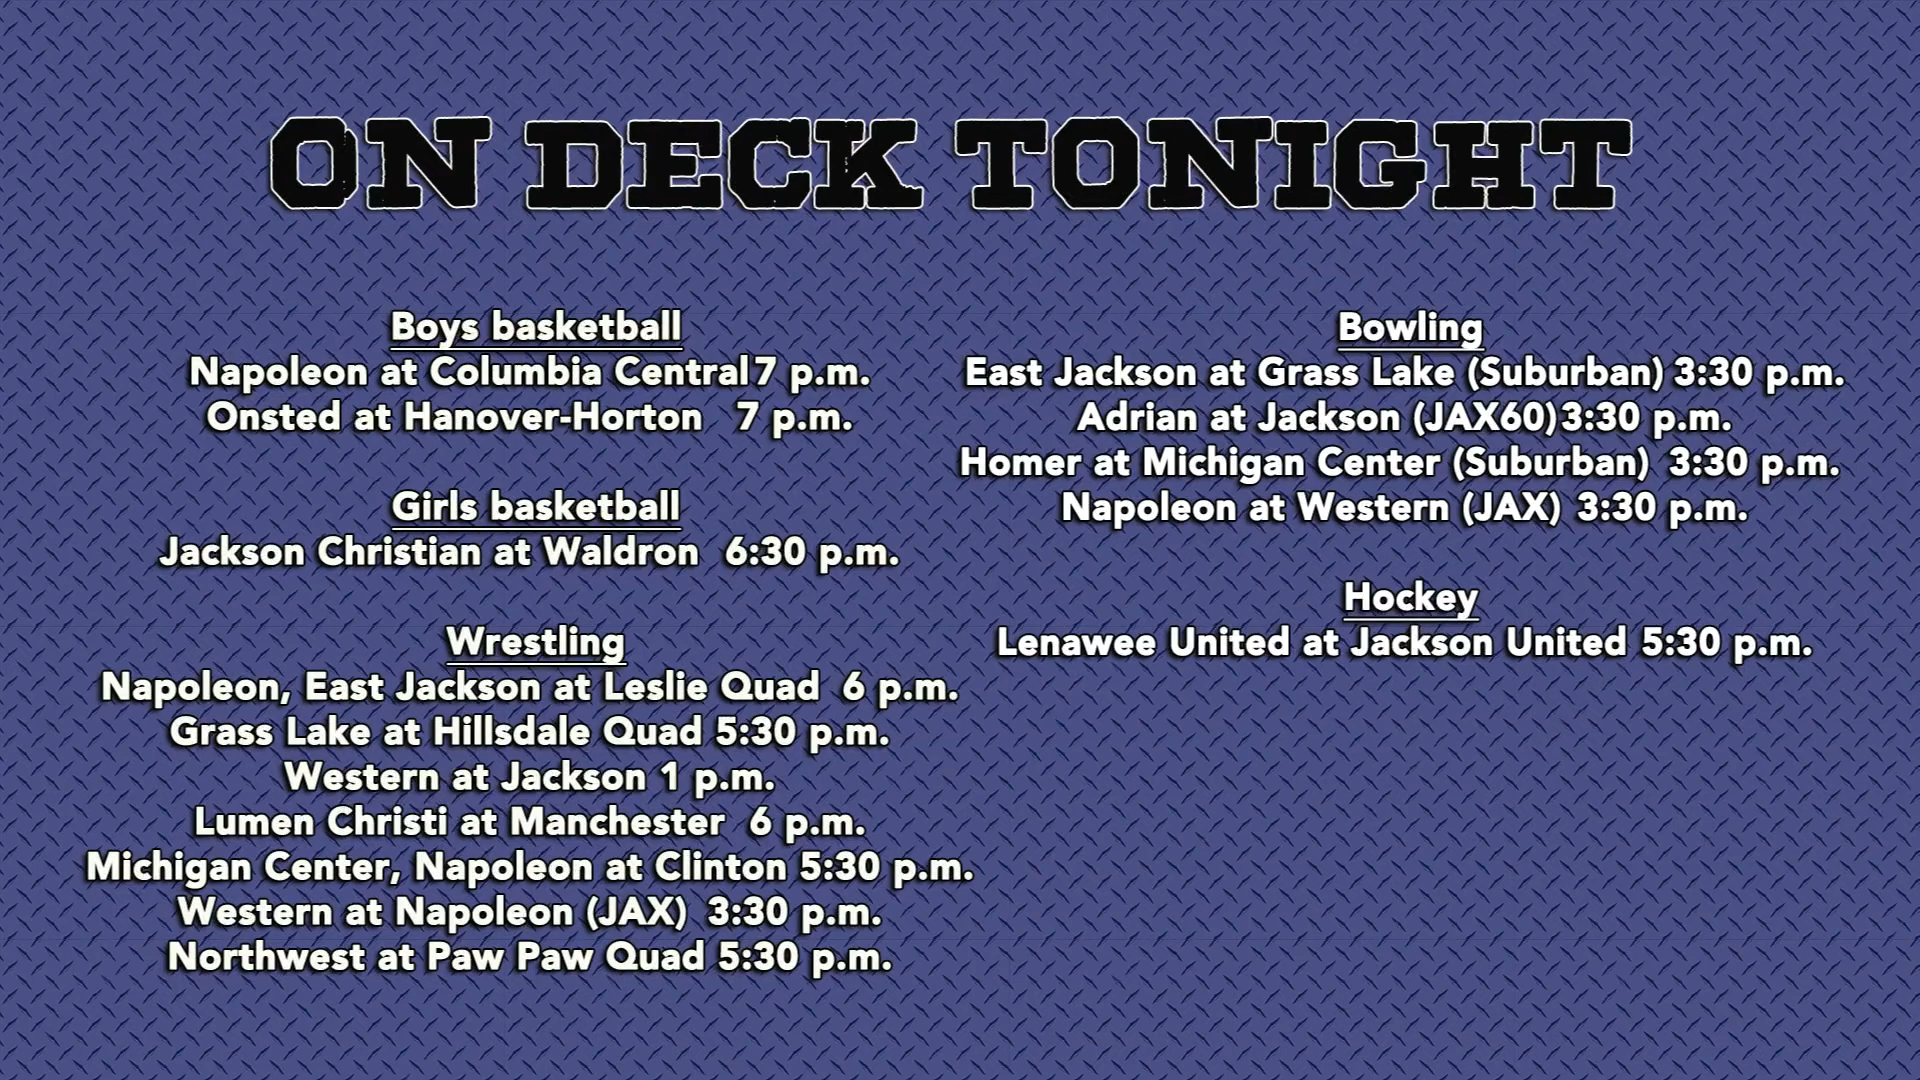 ON DECK TONIGHT
Boys basketball
Napoleon at Columbia Central 7 p.m.
Onsted at Hanover-Horton 7 p.m.
Girls basketball
Jackson Christian at Waldron 6:30 p.m.
Wrestling
Napoleon, East Jackson at Leslie Quad 6 p.m.
Grass Lake at Hillsdale Quad 5:30 p.m.
Western at Jackson 1 p.m.
Lumen Christi at Manchester 6 p.m.
Michigan Center, Napoleon at Clinton 5:30 p.m.
Western at Napoleon (JAX) 3:30 p.m.
Northwest at Paw Paw Quad 5:30 p.m.
Bowling
East Jackson at Grass Lake (Suburban) 3:30 p.m.
Adrian at Jackson (JAX60) 3:30 p.m.
Homer at Michigan Center (Suburban) 3:30 p.m.
Napoleon at Western (JAX) 3:30 p.m.
Hockey
Lenawee United at Jackson United 5:30 p.m.